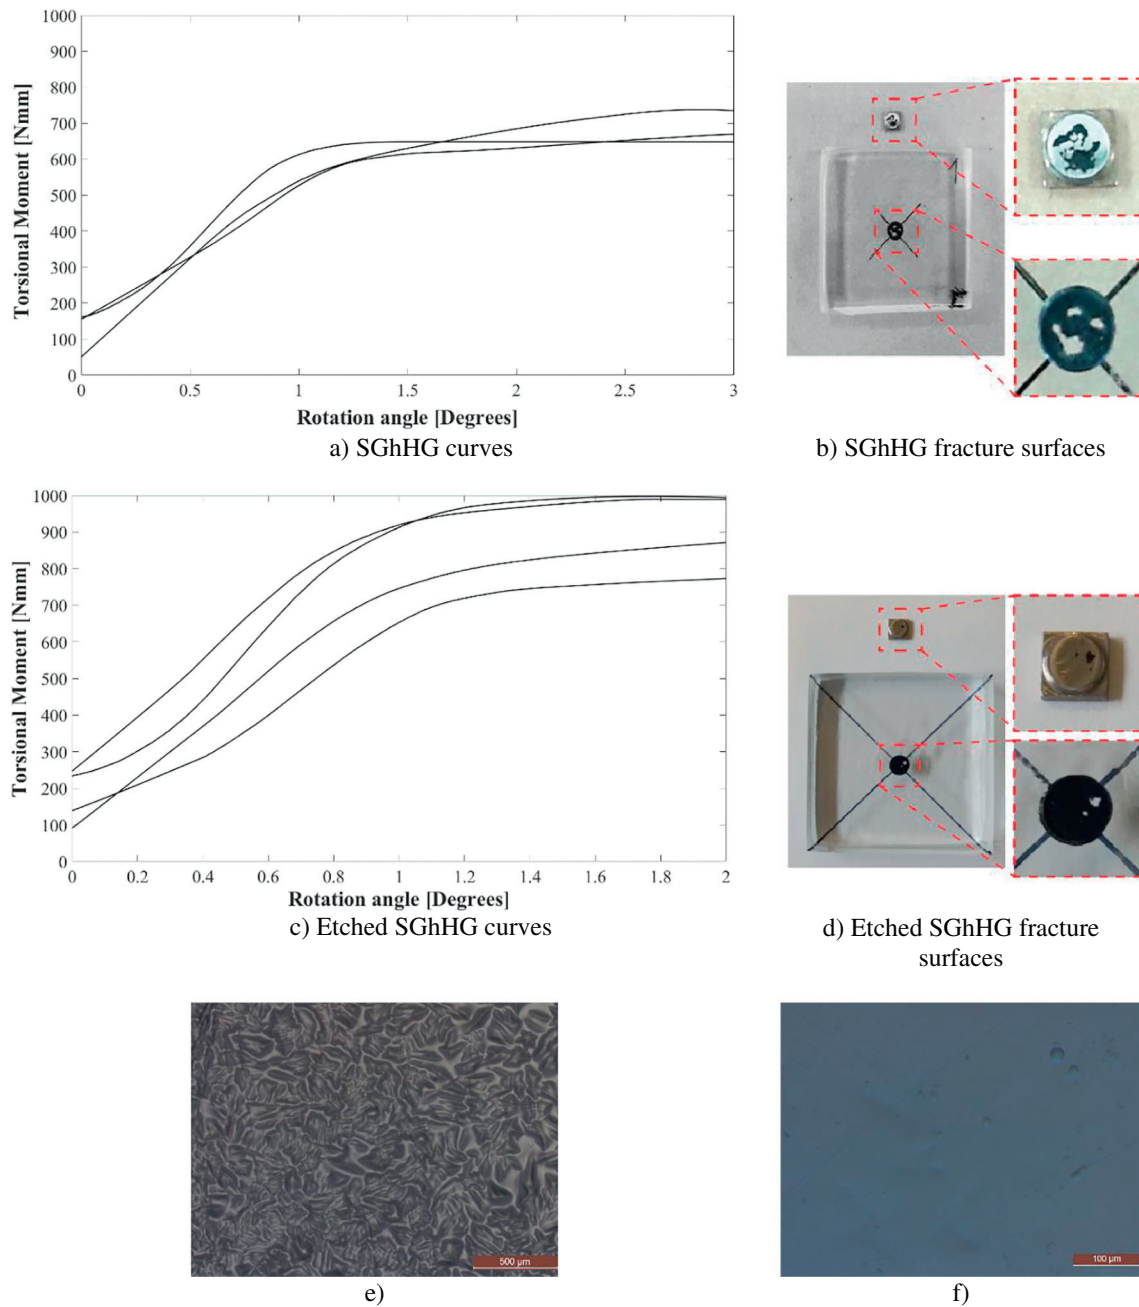 1000
900
800
700
600
500
400
300
200
100
0
Torsional Moment [Nmm]
0 0.5 1 1.5 2 2.5 3
Rotation angle [Degrees]
a) SGhHG curves
b) SGhHG fracture surfaces
1000
900
800
700
600
500
400
300
200
100
0
Torsional Moment [Nmm]
0 0.2 0.4 0.6 0.8 1 1.2 1.4 1.6 1.8 2
Rotation angle [Degrees]
c) Etched SGhHG curves
d) Etched SGhHG fracture
surfaces
500 µm
100 µm
e)
f)